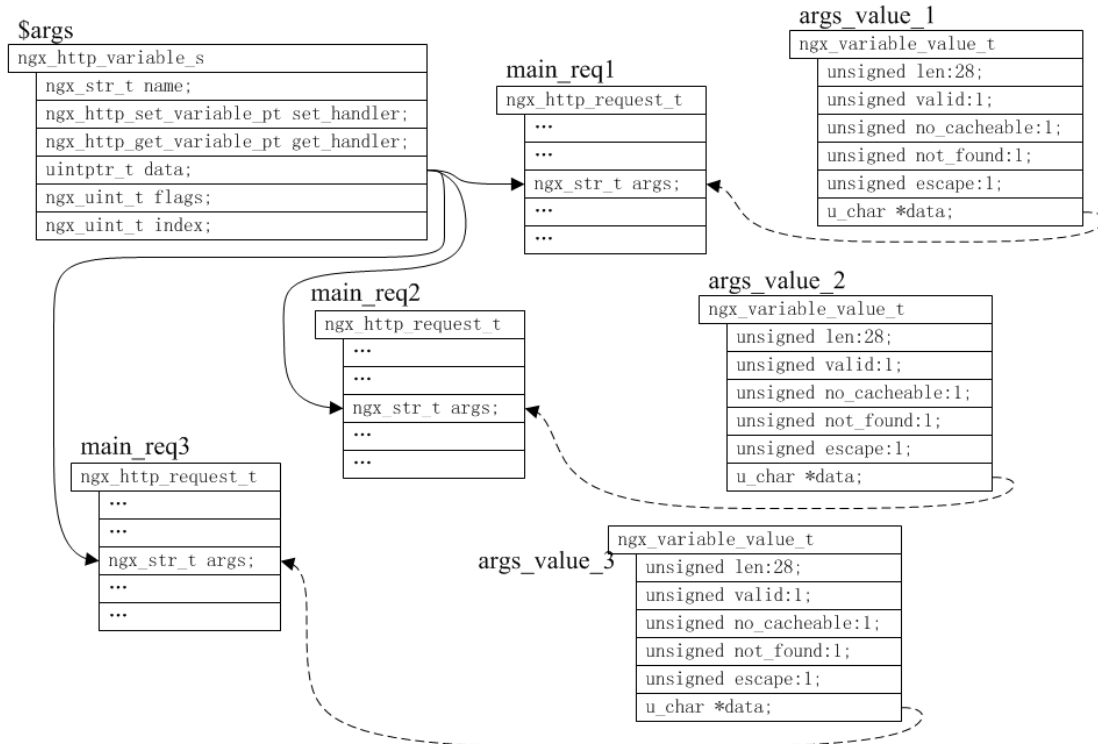 $args
ngx_http_variable_s
ngx_str_t name;
ngx_http_set_variable_pt set_handler;
ngx_http_get_variable_pt get_handler;
uintptr_t data;
ngx_uint_t flags;
ngx_uint_t index;
main_req1
ngx_http_request_t
...
...
ngx_str_t args;
...
...
args_value_1
ngx_variable_value_t
unsigned len:28;
unsigned valid:1;
unsigned no_cacheable:1;
unsigned not_found:1;
unsigned escape:1;
u_char *data;
main_req2
ngx_http_request_t
...
...
ngx_str_t args;
...
...
args_value_2
ngx_variable_value_t
unsigned len:28;
unsigned valid:1;
unsigned no_cacheable:1;
unsigned not_found:1;
unsigned escape:1;
u_char *data;
main_req3
ngx_http_request_t
...
...
ngx_str_t args;
...
...
args_value_3
ngx_variable_value_t
unsigned len:28;
unsigned valid:1;
unsigned no_cacheable:1;
unsigned not_found:1;
unsigned escape:1;
u_char *data;